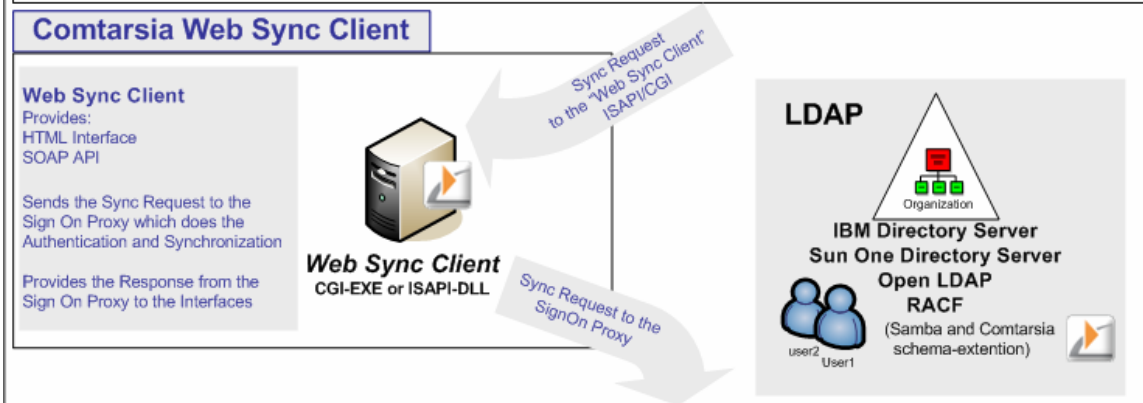 Comtarsia Web Sync Client
Web Sync Client
Provides:
HTML Interface
SOAP API
Sends the Sync Request to the
Sign On Proxy which does the
Authentication and Synchronization
Provides the Response from the
Sign On Proxy to the Interfaces
Web Sync Client
CGI-EXE or ISAPI-DLL
Sync Request
to the "Web Sync Client"
ISAPI/CGI
Sync Request to the
SignOn Proxy
LDAP
Organization
IBM Directory Server
Sun One Directory Server
Open LDAP
RACF
(Samba and Comtarsia
schema-extention)
user2
User1